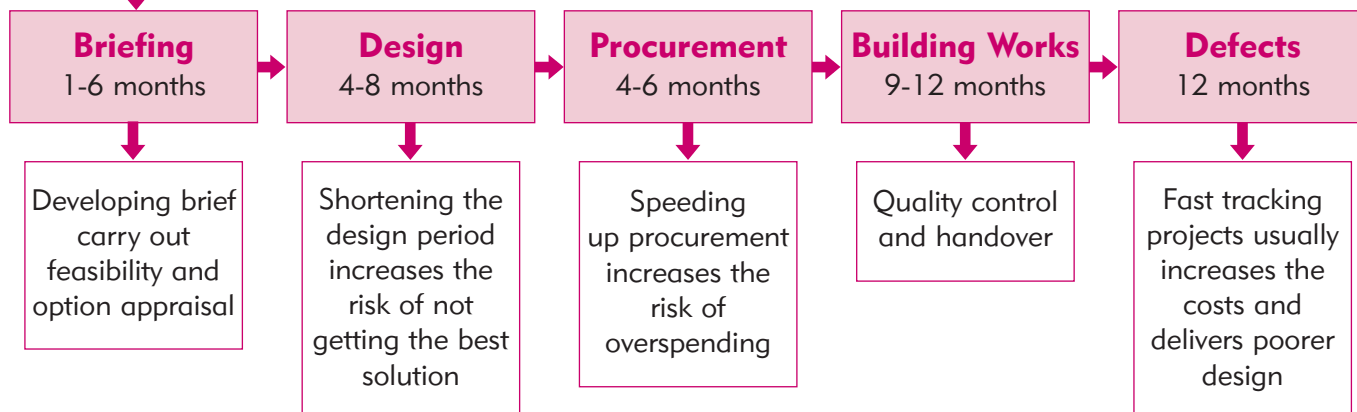 Briefing
1-6 months
Design
4-8 months
Procurement
4-6 months
Building Works
9-12 months
Defects
12 months
Developing brief
carry out
feasibility and
option appraisal
Shortening the
design period
increases the
risk of not
getting the best
solution
Speeding
up procurement
increases the
risk of
overspending
Quality control
and handover
Fast tracking
projects usually
increases the
costs and
delivers poorer
design